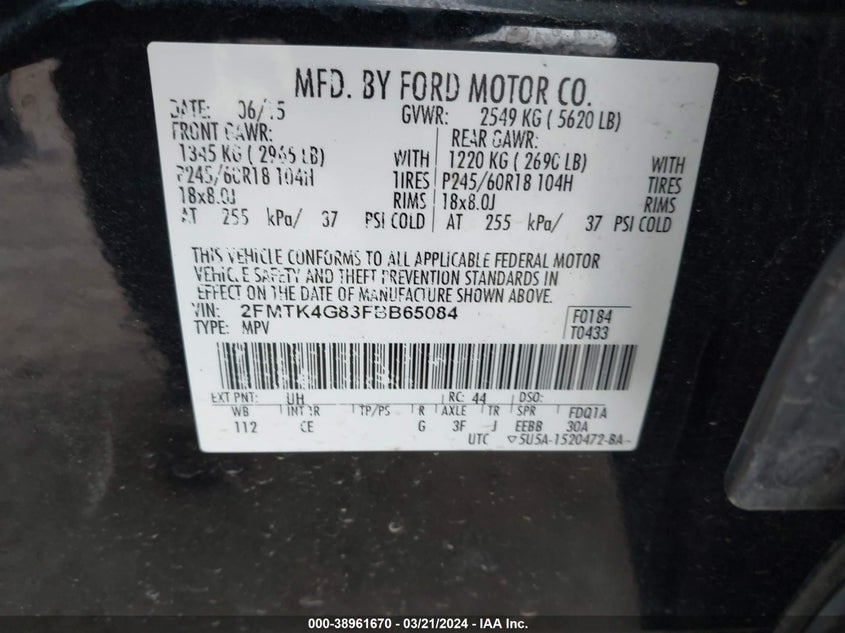 MFD. BY FORD MOTOR CO.
DATE: 06/15 GVWR: 2549 KG ( 5620 LB)
FRONT GAWR: REAR GAWR:
1345 KG ( 2965 LB) WITH 1220 KG ( 2690 LB) WITH
P245/60R18 104H TIRES P245/60R18 104H TIRES
18x8.0J RIMS 18x8.0J RIMS
AT 255 kPa/ 37 PSI COLD AT 255 kPa/ 37 PSI COLD
THIS VEHICLE CONFORMS TO ALL APPLICABLE FEDERAL MOTOR
VEHICLE SAFETY AND THEFT PREVENTION STANDARDS IN
EFFECT ON THE DATE OF MANUFACTURE SHOWN ABOVE.
VIN: 2FMTK4G83FBB65084 F0184
TYPE: MPV T0433
EXT PNT: UH RC: 44 DSO:
WB INT TR TP/PS R AXLE TR SPR FDQ1A
112 CE G 3F J EEBB 30A
UTC ▽5U5A-1520472-BA
000-38961670 - 03/21/2024 - IAA Inc.